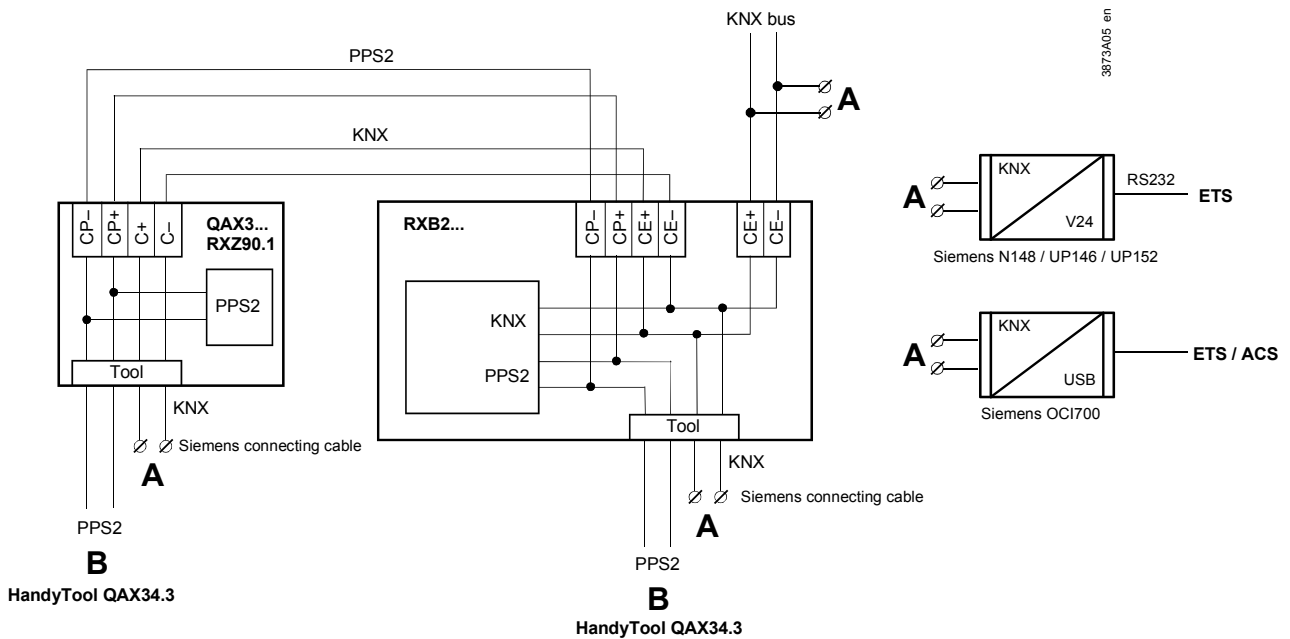 KNX bus
3873A05 en
PPS2
A
KNX
KNX
RS232
A
ETS
V24
Siemens N148 / UP146 / UP152
CP–
CP+
C+
C–
QAX3...
RXZ90.1
PPS2
Tool
KNX
Siemens connecting cable
A
PPS2
B
HandyTool QAX34.3
RXB2...
CP–
CP+
CE+
CE–
CE+
CE–
KNX
PPS2
Tool
KNX
Siemens connecting cable
A
PPS2
B
HandyTool QAX34.3
KNX
A
ETS / ACS
USB
Siemens OCI700